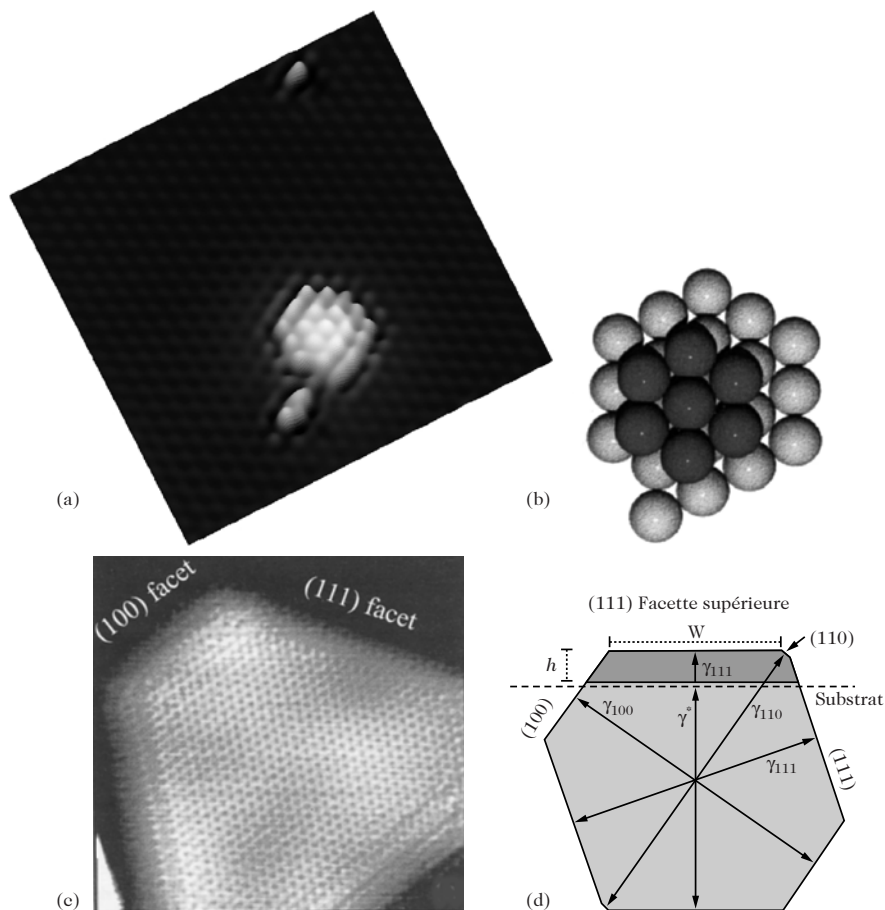 (a)
(b)
(100) facet
(111) facet
(c)
(111) Facette supérieure
W
(110)
h
γ111
Substrat
(100)
γ100
γ*
γ110
γ111
(111)
(d)